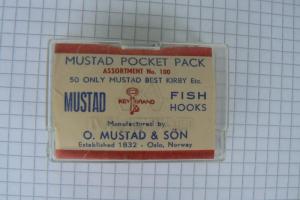 MUSTAD POCKET PACK
ASSORTMENT No. 100
50 ONLY MUSTAD BEST KIRBY Etc.
MUSTAD KEY BRAND FISH HOOKS
Manufactured by
O. MUSTAD & SÖN
Established 1832 - Oslo, Norway